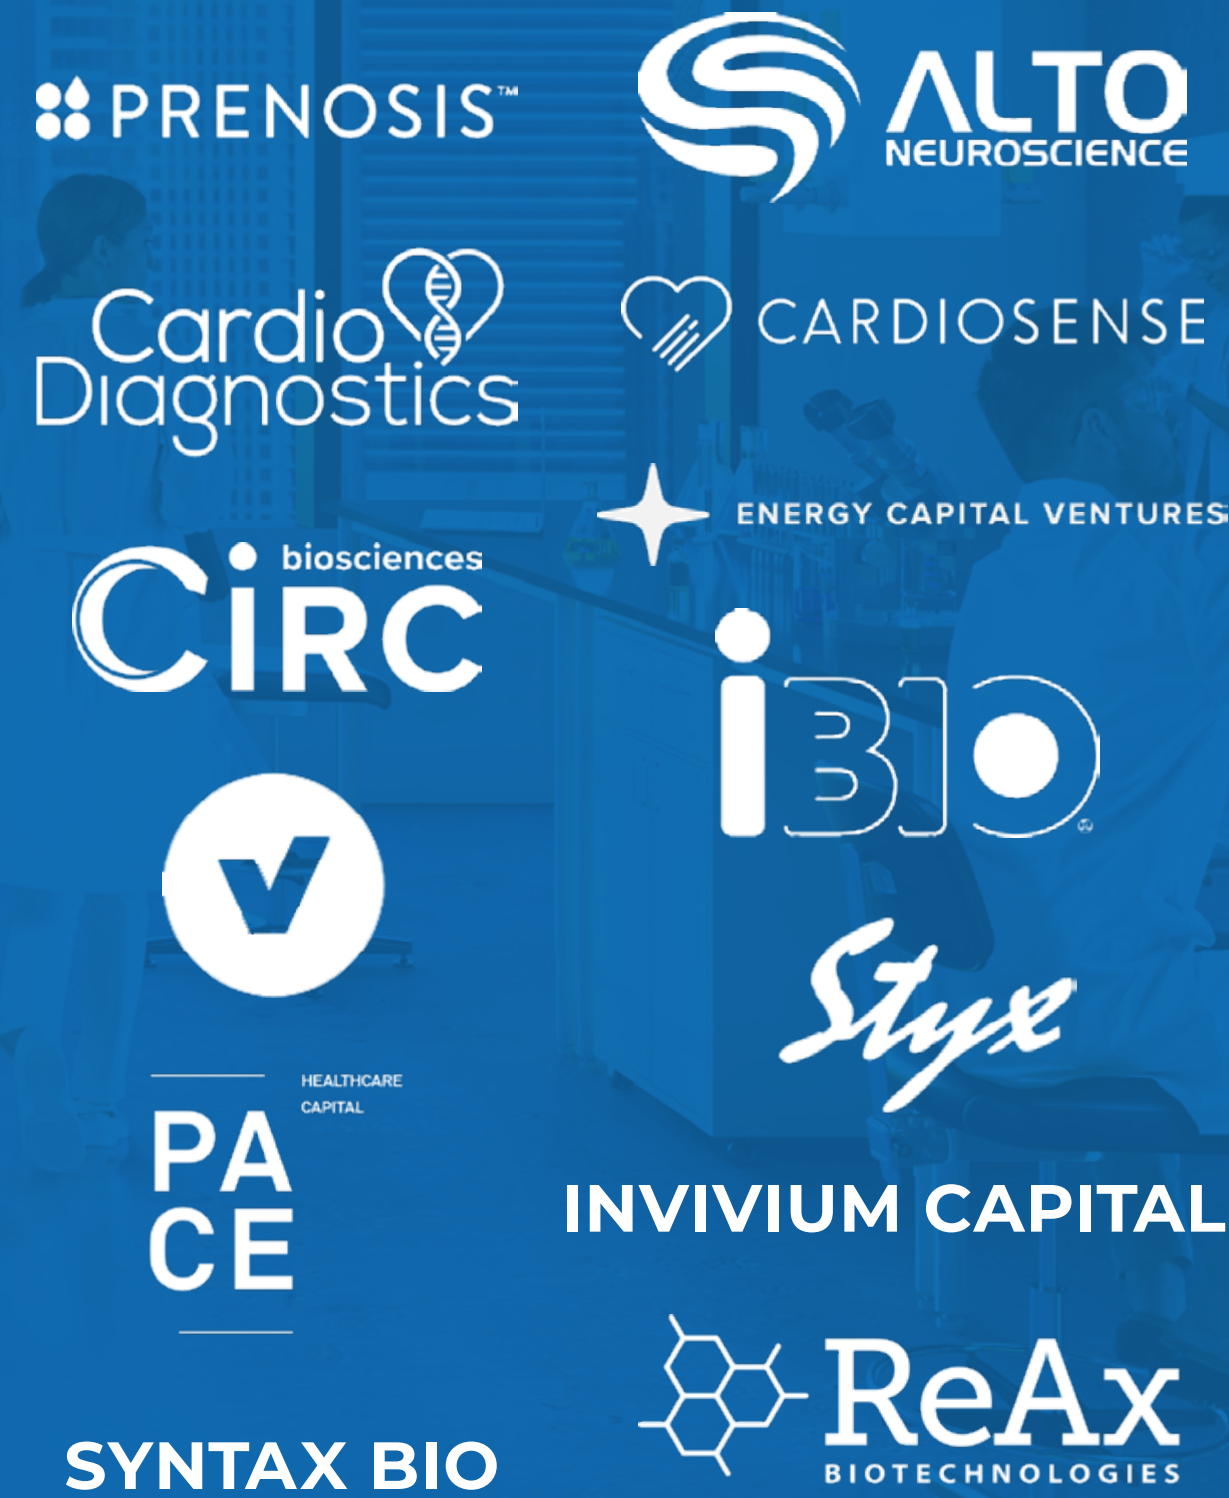 PRENOSIS™
ALTO
NEUROSCIENCE
Cardio
Diagnostics
CARDIOSENSE
ENERGY CAPITAL VENTURES
biosciences
CiRC
iBIO
V
Styx
HEALTHCARE
CAPITAL
PA
CE
INVIVIUM CAPITAL
ReAx
BIOTECHNOLOGIES
SYNTAX BIO